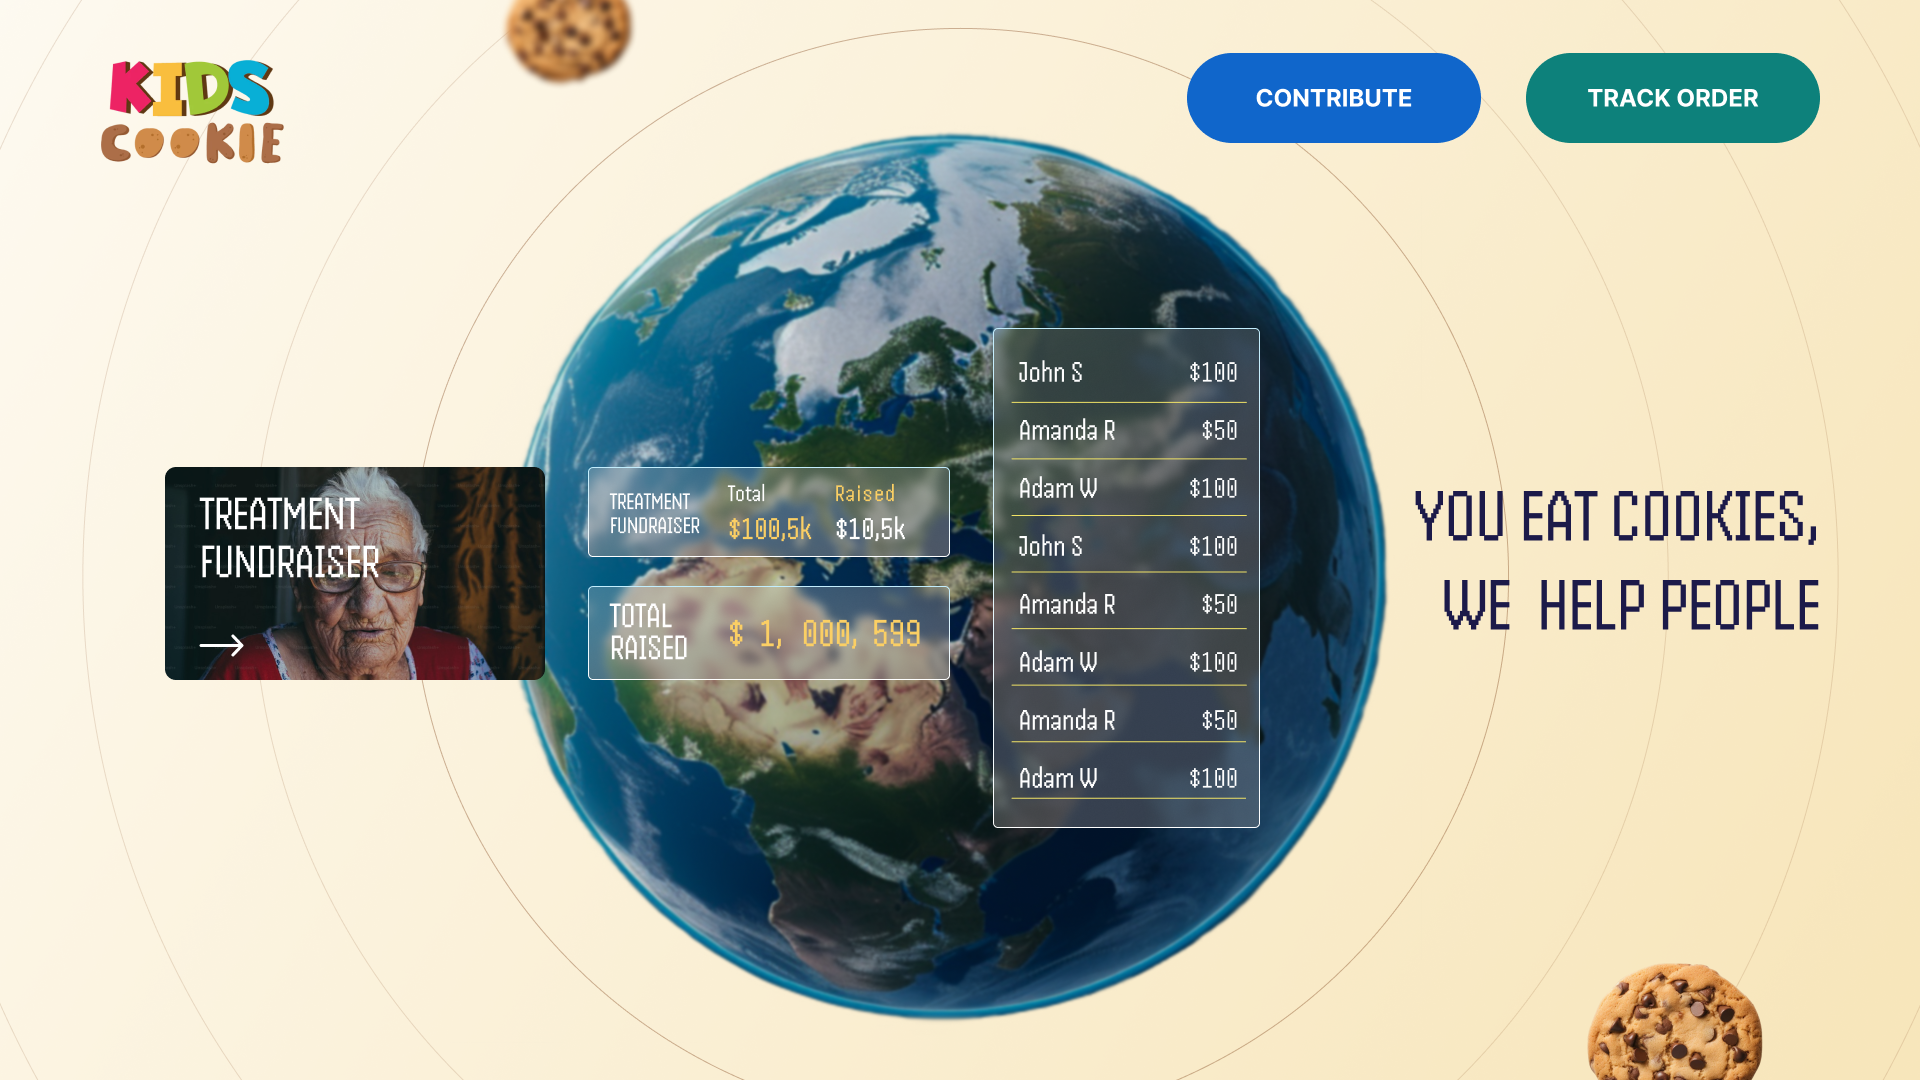 KIDS
COOKIE
CONTRIBUTE
TRACK ORDER
TREATMENT
FUNDRAISER
TREATMENT
FUNDRAISER
Total
$100,5k
Raised
$10,5k
TOTAL
RAISED
$ 1, 000, 599
John S $100
Amanda R $50
Adam W $100
John S $100
Amanda R $50
Adam W $100
Amanda R $50
Adam W $100
YOU EAT COOKIES,
WE HELP PEOPLE